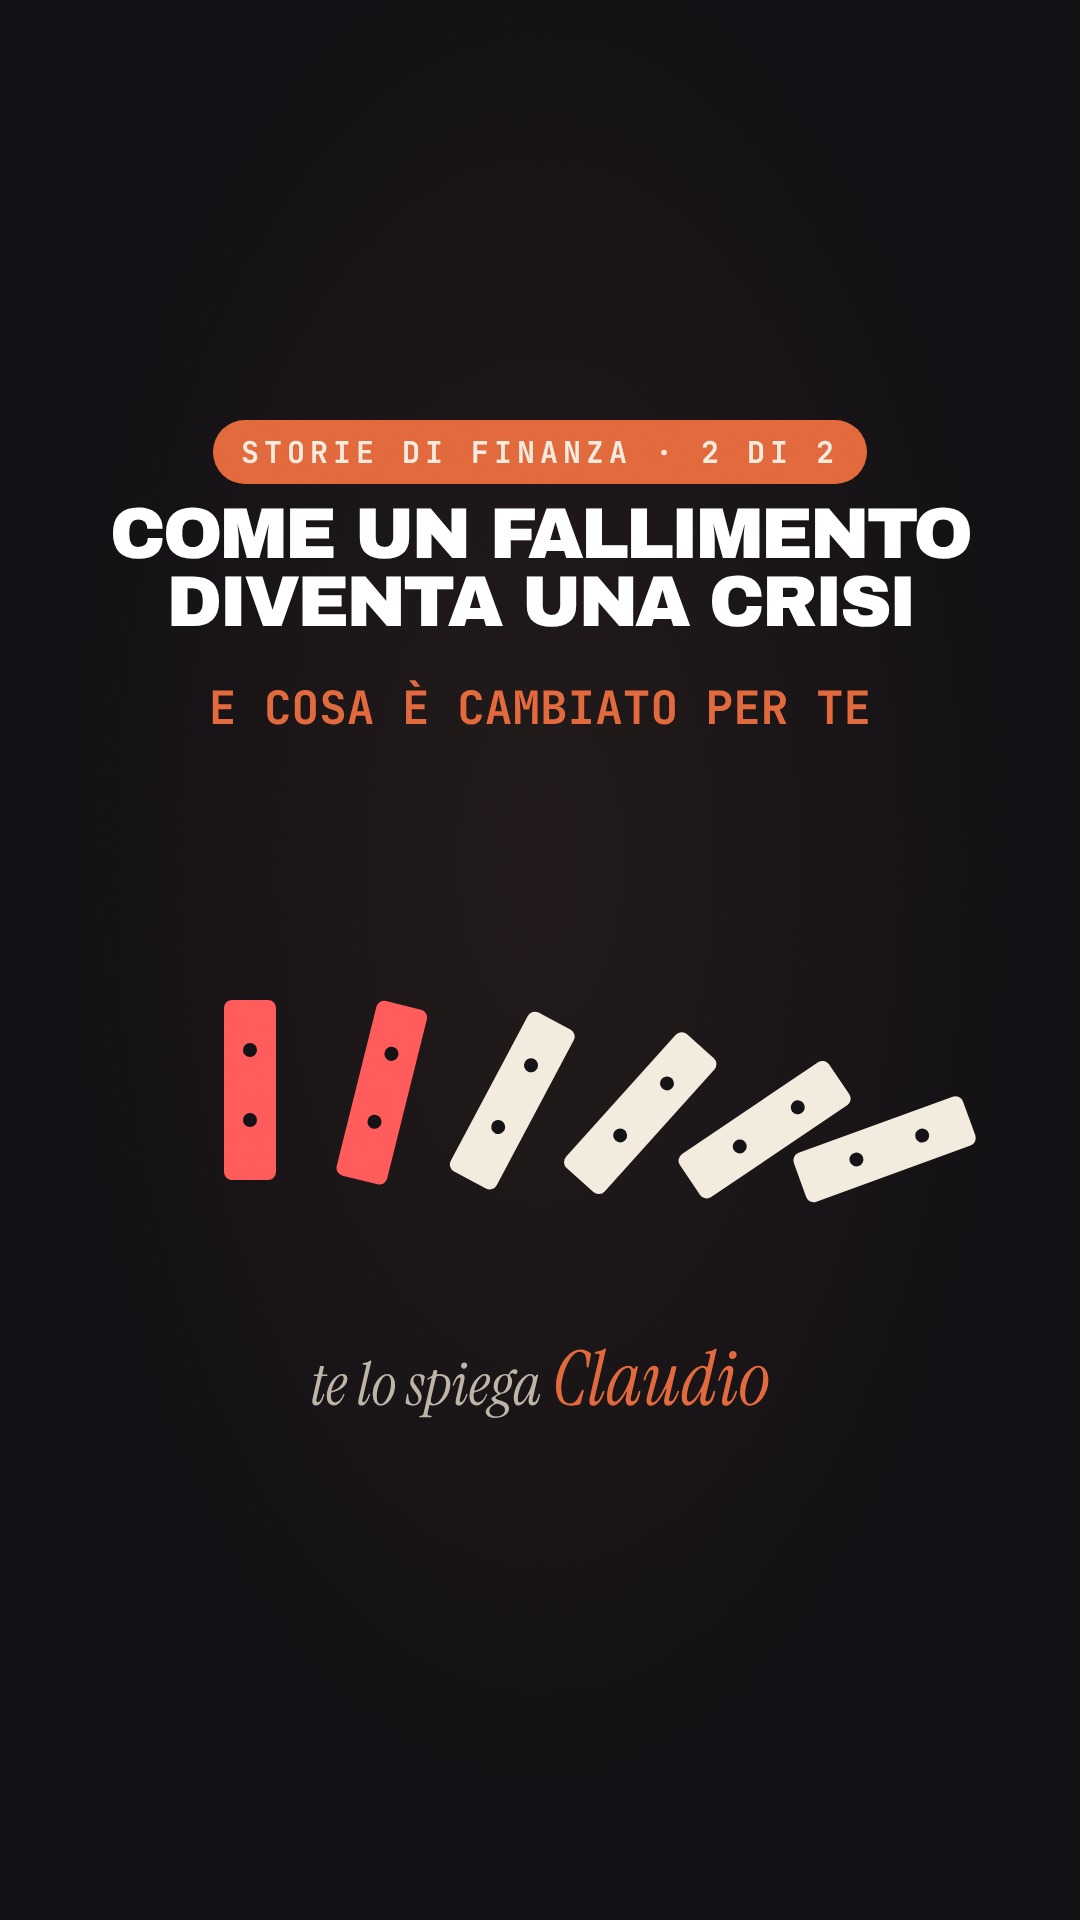 STORIE DI FINANZA · 2 DI 2
COME UN FALLIMENTO
DIVENTA UNA CRISI
E COSA È CAMBIATO PER TE
te lo spiega Claudio